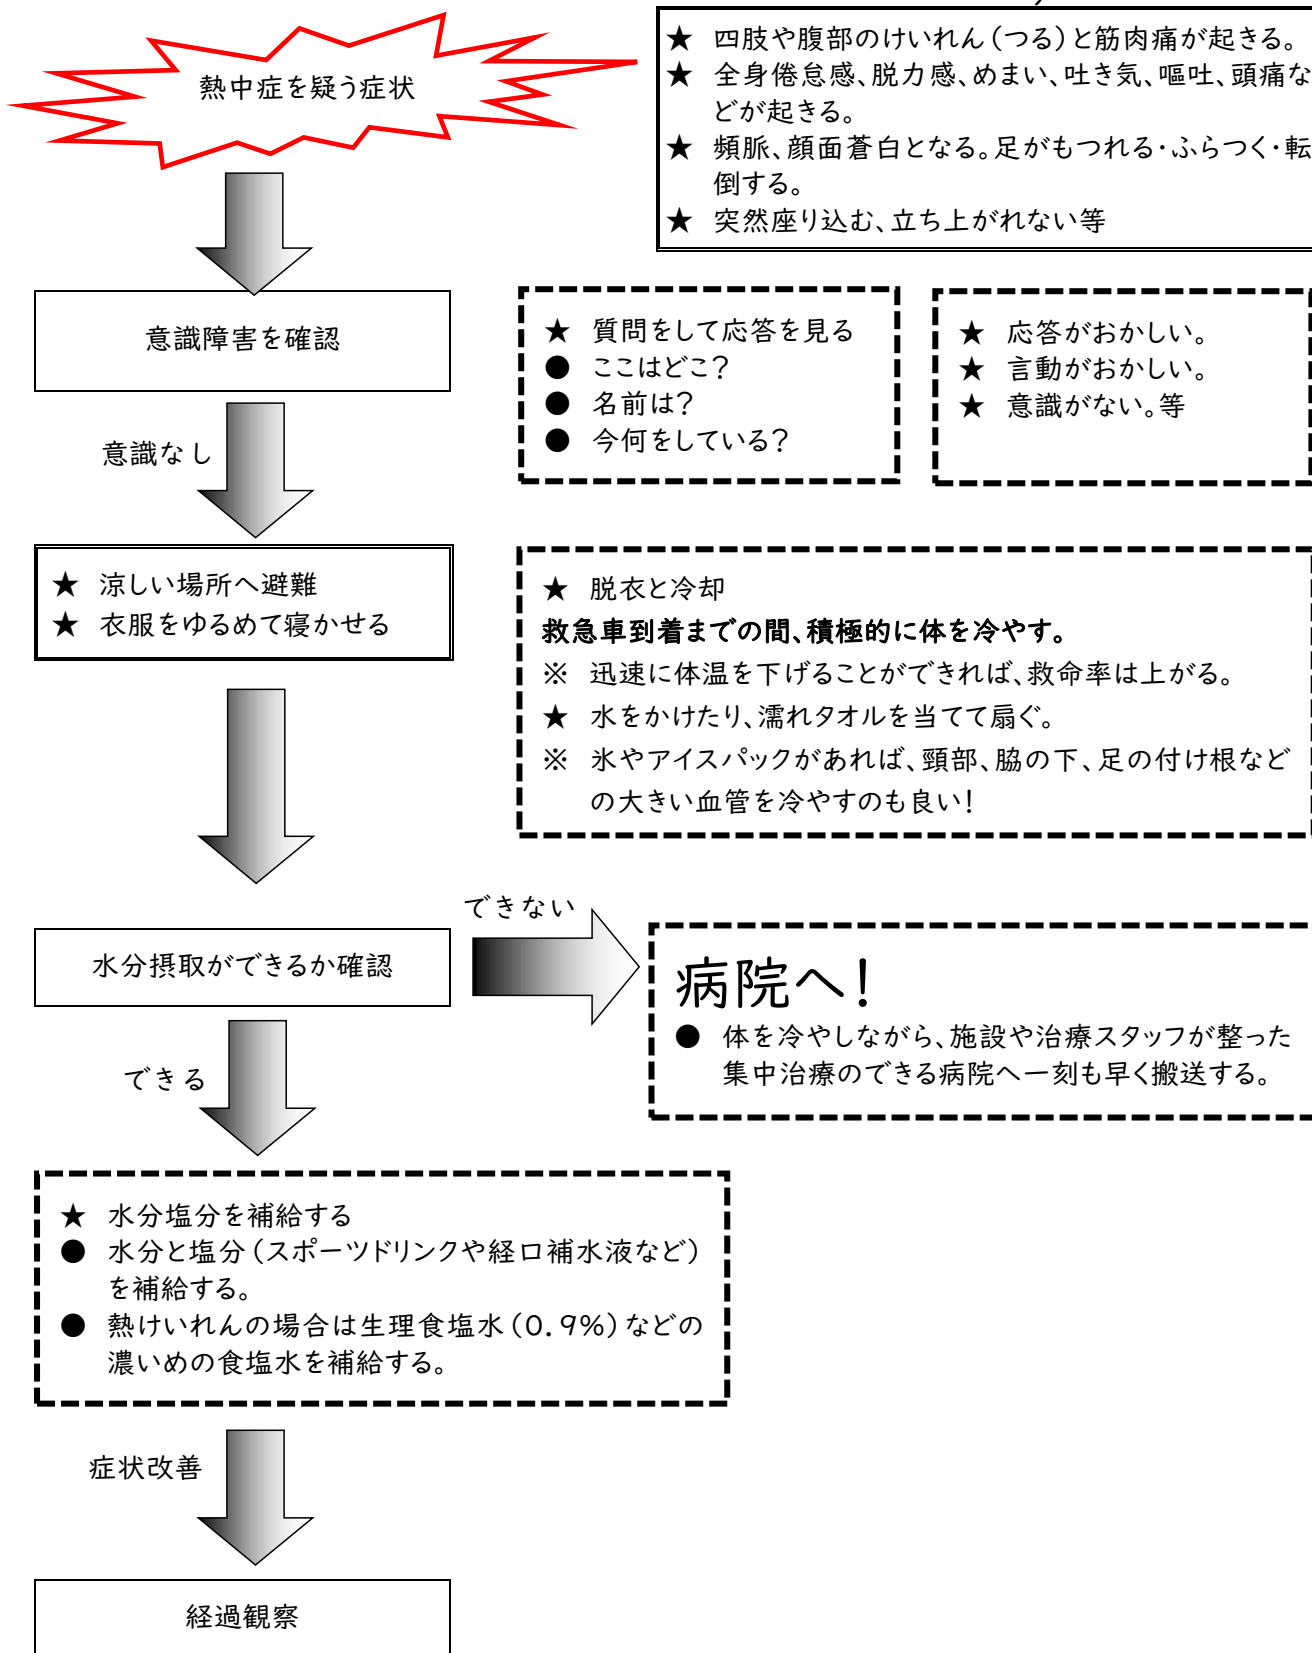 熱中症を疑う症状
★ 四肢や腹部のけいれん(つる)と筋肉痛が起きる。
★ 全身倦怠感、脱力感、めまい、吐き気、嘔吐、頭痛な
どが起きる。
★ 頻脈、顔面蒼白となる。足がもつれる・ふらつく・転
倒する。
★ 突然座り込む、立ち上がれない等
意識障害を確認
★ 質問をして応答を見る
● ここはどこ?
● 名前は?
● 今何をしている?
★ 応答がおかしい。
★ 言動がおかしい。
★ 意識がない。等
意識なし
★ 涼しい場所へ避難
★ 衣服をゆるめて寝かせる
★ 脱衣と冷却
救急車到着までの間、積極的に体を冷やす。
※ 迅速に体温を下げることができれば、救命率は上がる。
★ 水をかけたり、濡れタオルを当てて扇ぐ。
※ 氷やアイスパックがあれば、頸部、脇の下、足の付け根など
の大きい血管を冷やすのも良い!
水分摂取ができるか確認
できない
病院へ!
● 体を冷やしながら、施設や治療スタッフが整った
集中治療のできる病院へ一刻も早く搬送する。
できる
★ 水分塩分を補給する
● 水分と塩分(スポーツドリンクや経口補水液など)
を補給する。
● 熱けいれんの場合は生理食塩水(0.9%)などの
濃いめの食塩水を補給する。
症状改善
経過観察